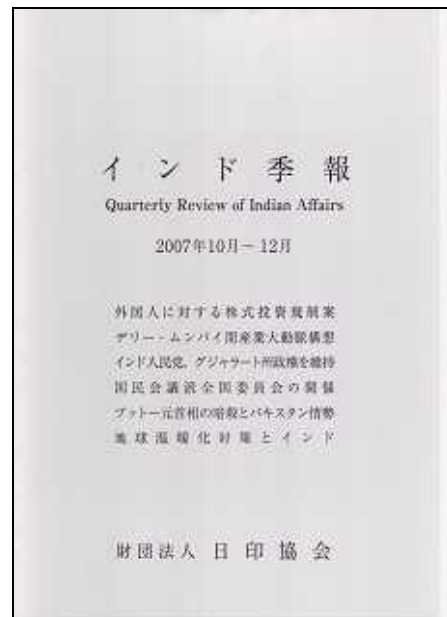 インド季報
Quarterly Review of Indian Affairs
2007年10月－12月
外国人に対する株式投資規制案
デリー・ムンバイ間産業大動脈構想
インド人民党、グジャラート州政権を維持
国民会議派全国委員会の開催
ブットー元首相の暗殺とパキスタン情勢
地球温暖化対策とインド
財団法人 日印協会